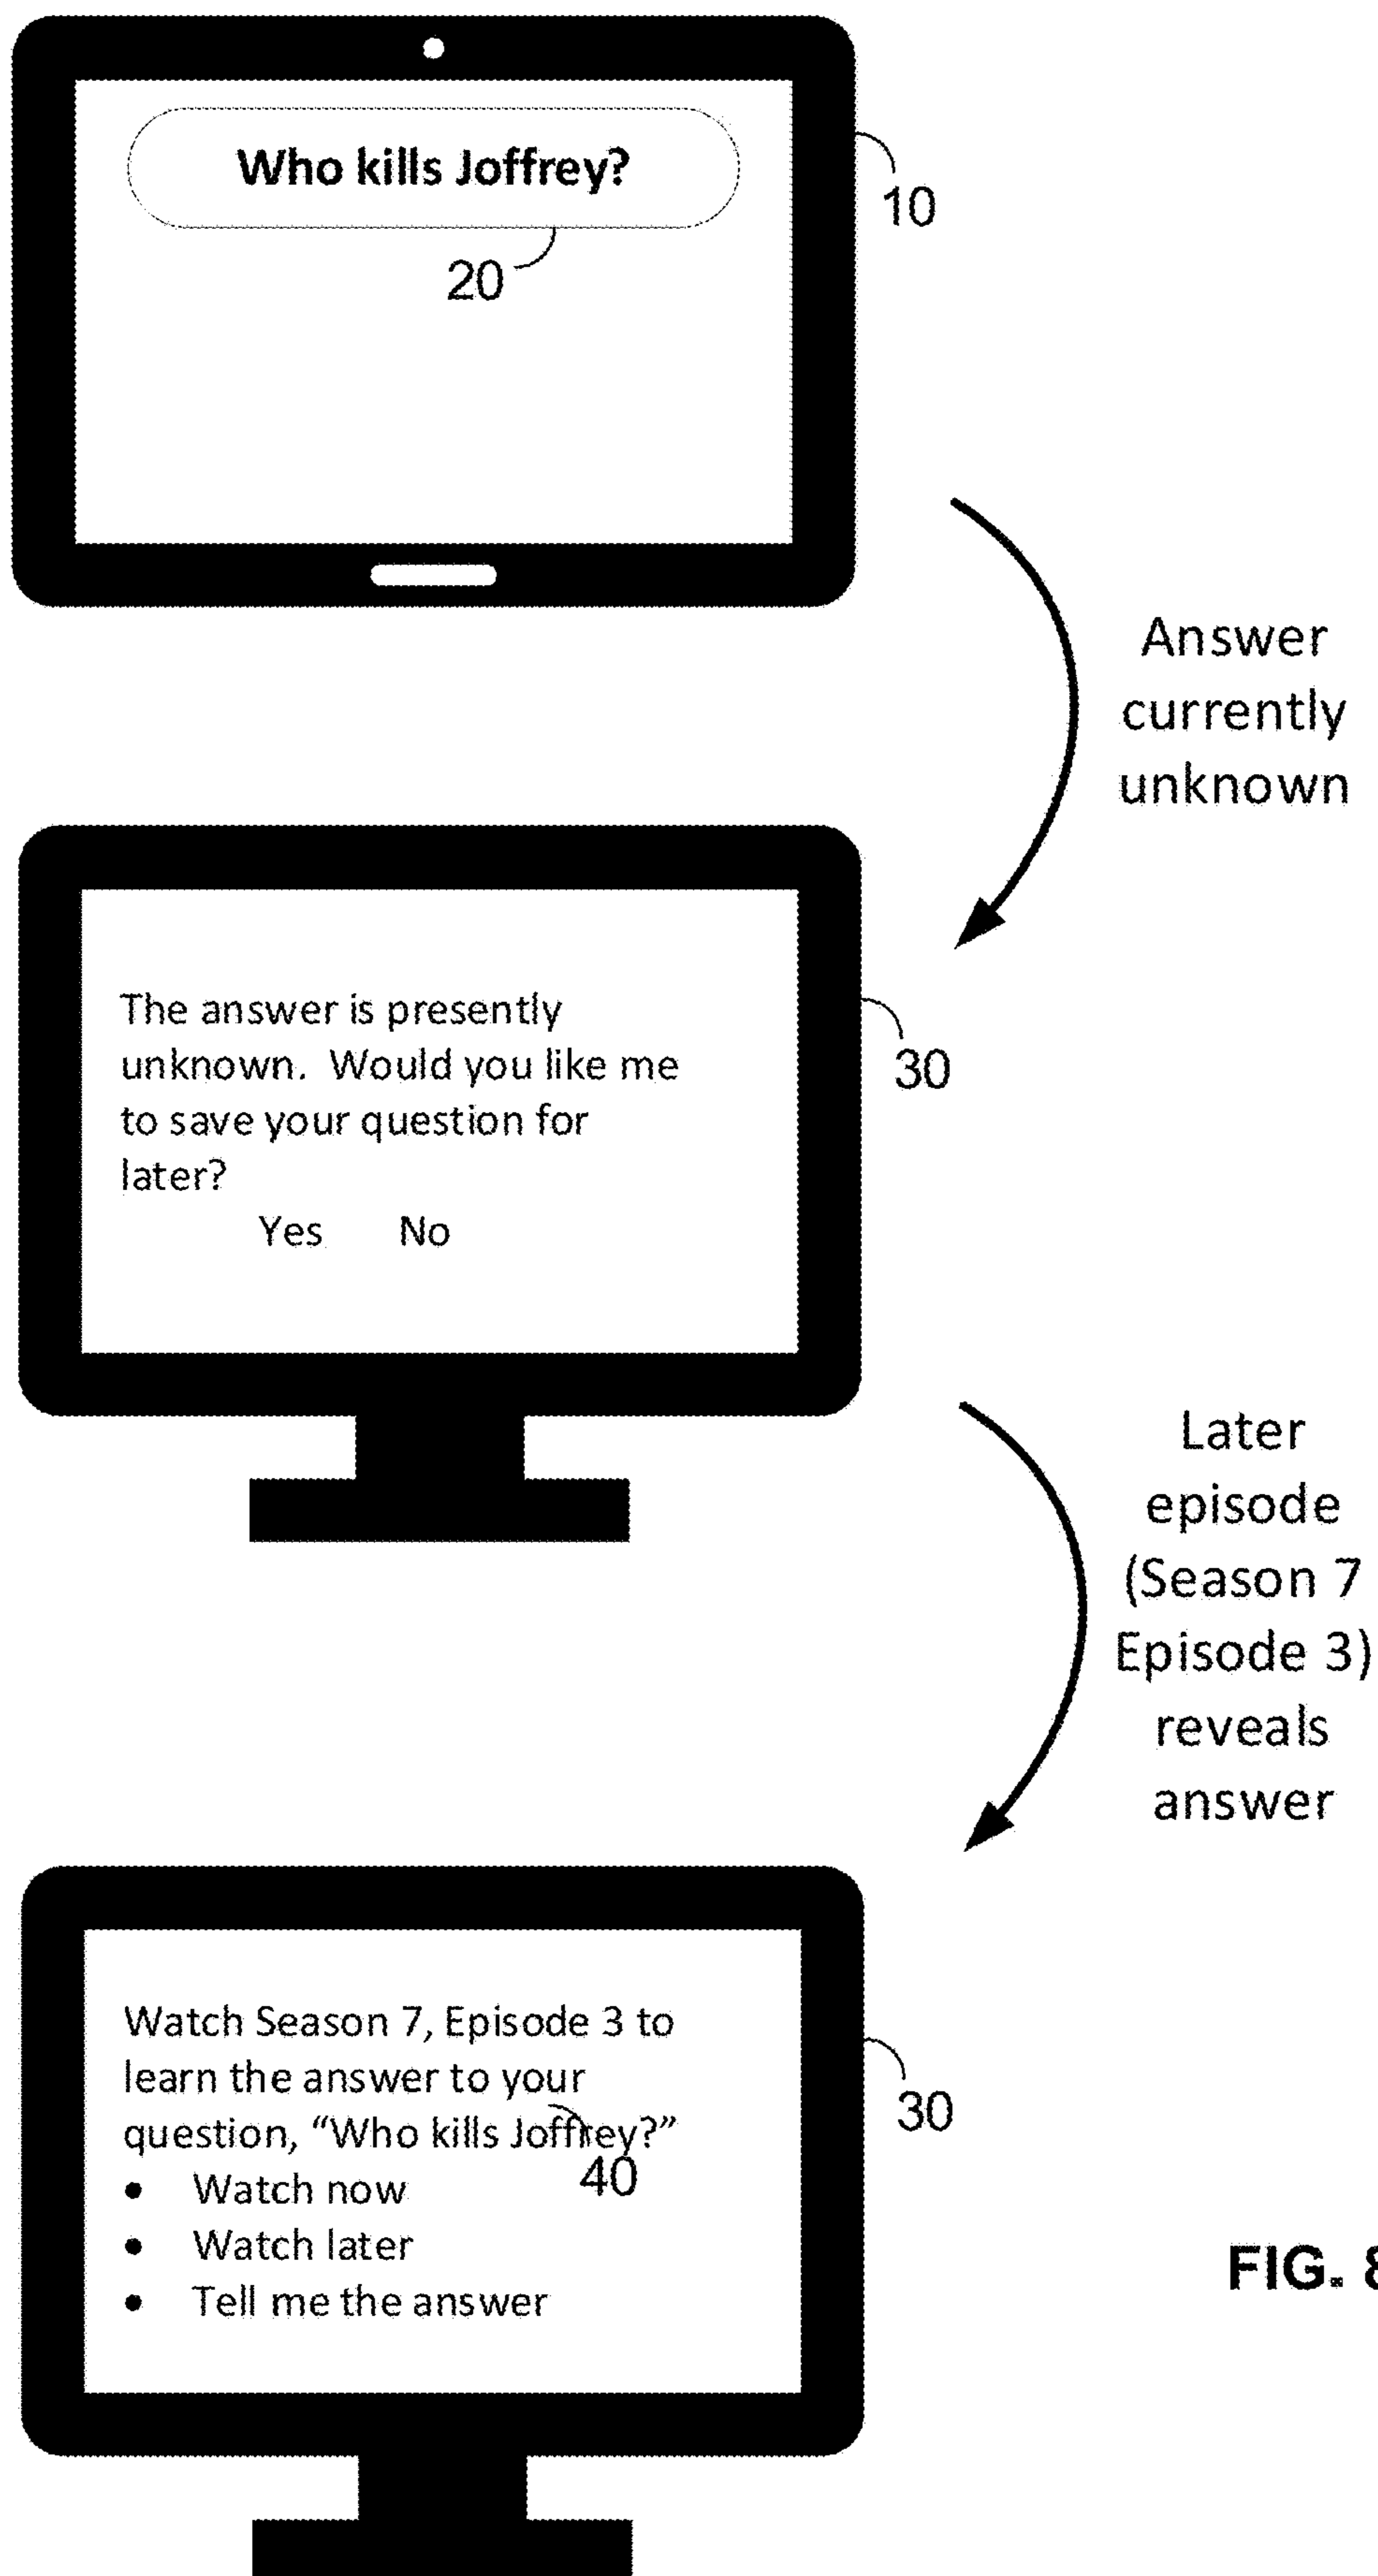 Who kills Joffrey?
10
20
Answer
currently
unknown
The answer is presently
unknown. Would you like me
to save your question for
later?
Yes No
30
Later
episode
(Season 7
Episode 3)
reveals
answer
Watch Season 7, Episode 3 to
learn the answer to your
question, “Who kills Joffrey?”
40
• Watch now
• Watch later
• Tell me the answer
30
FIG. 8